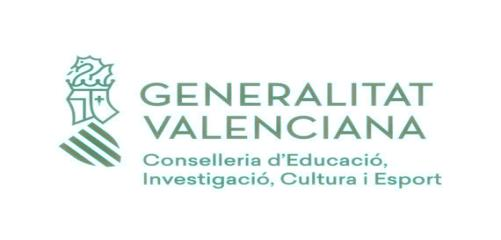 GENERALITAT
VALENCIANA
Conselleria d'Educació,
Investigació, Cultura i Esport